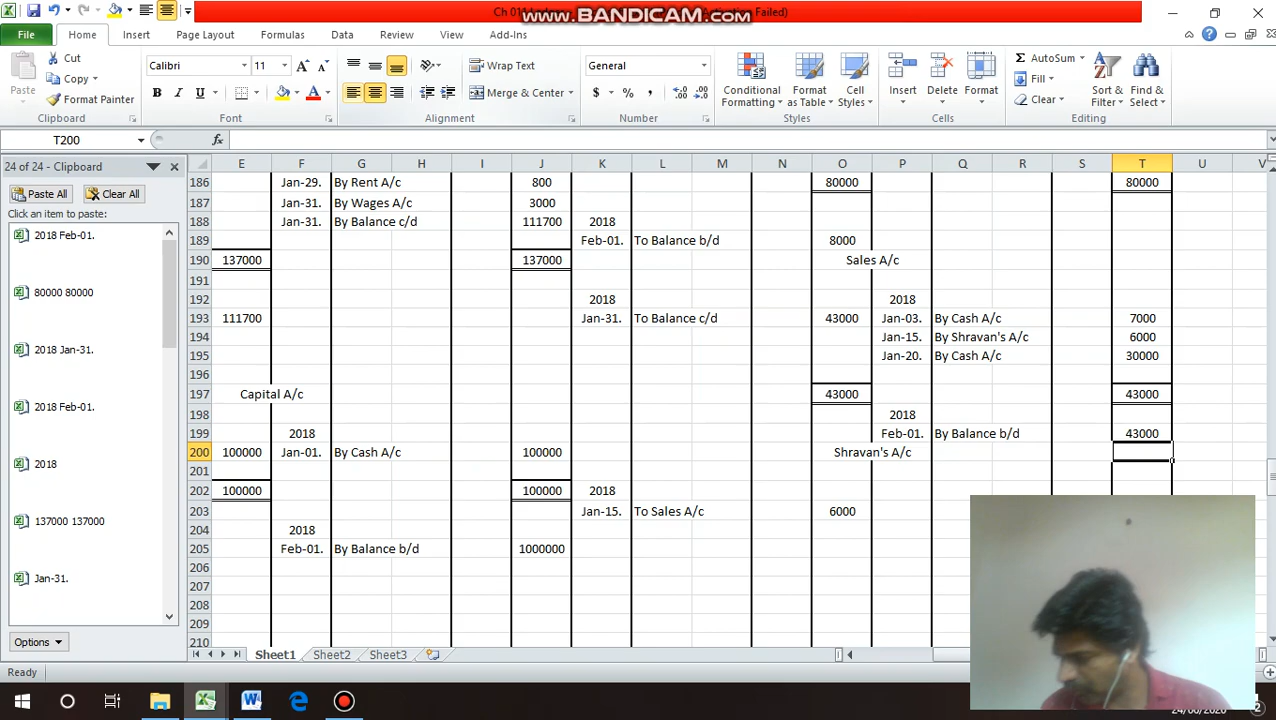 Ch 01
www.BANDICAM.com
Activation Failed)
File
Home
Insert
Page Layout
Formulas
Data
Review
View
Add-Ins
Paste
Cut
Copy
Format Painter
Clipboard
Calibri
11
B I U
Font
Wrap Text
Merge & Center
Alignment
General
$ % ,
Number
Conditional Formatting
Format as Table
Cell Styles
Styles
Insert
Delete
Format
Cells
Σ AutoSum
Fill
Clear
Sort & Filter
Find & Select
Editing
T200
fx
24 of 24 - Clipboard
Paste All
Clear All
Click an item to paste:
2018 Feb-01.
80000 80000
2018 Jan-31.
2018 Feb-01.
2018
137000 137000
Jan-31.
Options
E F G H I J K L M N O P Q R S T U V
186 Jan-29. By Rent A/c 800 80000 80000
187 Jan-31. By Wages A/c 3000
188 Jan-31. By Balance c/d 111700 2018
189 Feb-01. To Balance b/d 8000
190 137000 137000 Sales A/c
191
192 2018 2018
193 111700 Jan-31. To Balance c/d 43000 Jan-03. By Cash A/c 7000
194 Jan-15. By Shravan's A/c 6000
195 Jan-20. By Cash A/c 30000
196
197 Capital A/c 43000 43000
198 2018
199 2018 Feb-01. By Balance b/d 43000
200 100000 Jan-01. By Cash A/c 100000 Shravan's A/c
201
202 100000 100000 2018
203 Jan-15. To Sales A/c 6000
204 2018
205 Feb-01. By Balance b/d 1000000
206
207
208
209
210
Sheet1
Sheet2
Sheet3
Ready